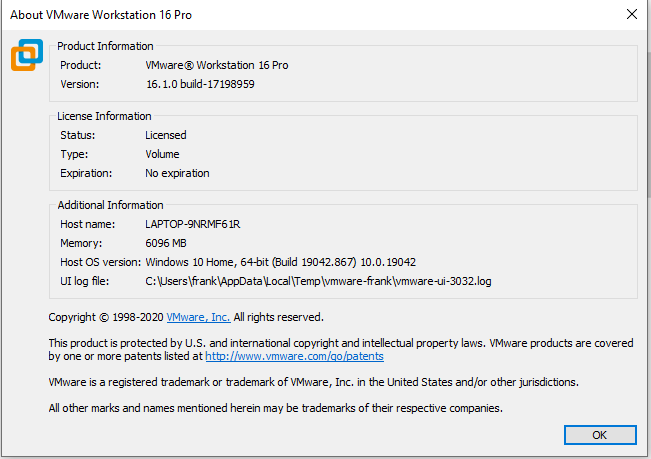 About VMware Workstation 16 Pro
Product Information
Product: VMware® Workstation 16 Pro
Version: 16.1.0 build-17198959
License Information
Status: Licensed
Type: Volume
Expiration: No expiration
Additional Information
Host name: LAPTOP-9NRMF61R
Memory: 6096 MB
Host OS version: Windows 10 Home, 64-bit (Build 19042.867) 10.0.19042
UI log file: C:\Users\frank\AppData\Local\Temp\vmware-frank\vmware-ui-3032.log
Copyright © 1998-2020 VMware, Inc. All rights reserved.
This product is protected by U.S. and international copyright and intellectual property laws. VMware products are covered
by one or more patents listed at http://www.vmware.com/go/patents
VMware is a registered trademark or trademark of VMware, Inc. in the United States and/or other jurisdictions.
All other marks and names mentioned herein may be trademarks of their respective companies.
OK